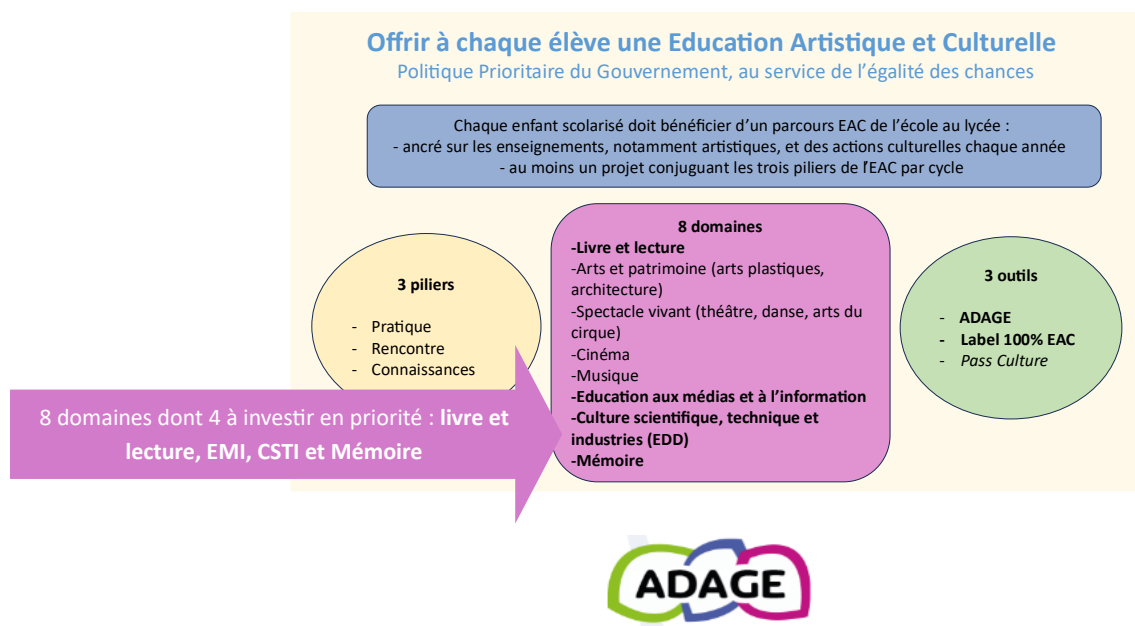 Offrir à chaque élève une Education Artistique et Culturelle
Politique Prioritaire du Gouvernement, au service de l’égalité des chances
Chaque enfant scolarisé doit bénéficier d’un parcours EAC de l’école au lycée :
- ancré sur les enseignements, notamment artistiques, et des actions culturelles chaque année
- au moins un projet conjuguant les trois piliers de l’EAC par cycle
3 piliers
- Pratique
- Rencontre
- Connaissances
8 domaines
-Livre et lecture
-Arts et patrimoine (arts plastiques,
architecture)
-Spectacle vivant (théâtre, danse, arts du
cirque)
-Cinéma
-Musique
-Education aux médias et à l’information
-Culture scientifique, technique et
industries (EDD)
-Mémoire
3 outils
- ADAGE
- Label 100% EAC
- Pass Culture
8 domaines dont 4 à investir en priorité : livre et
lecture, EMI, CSTI et Mémoire
ADAGE